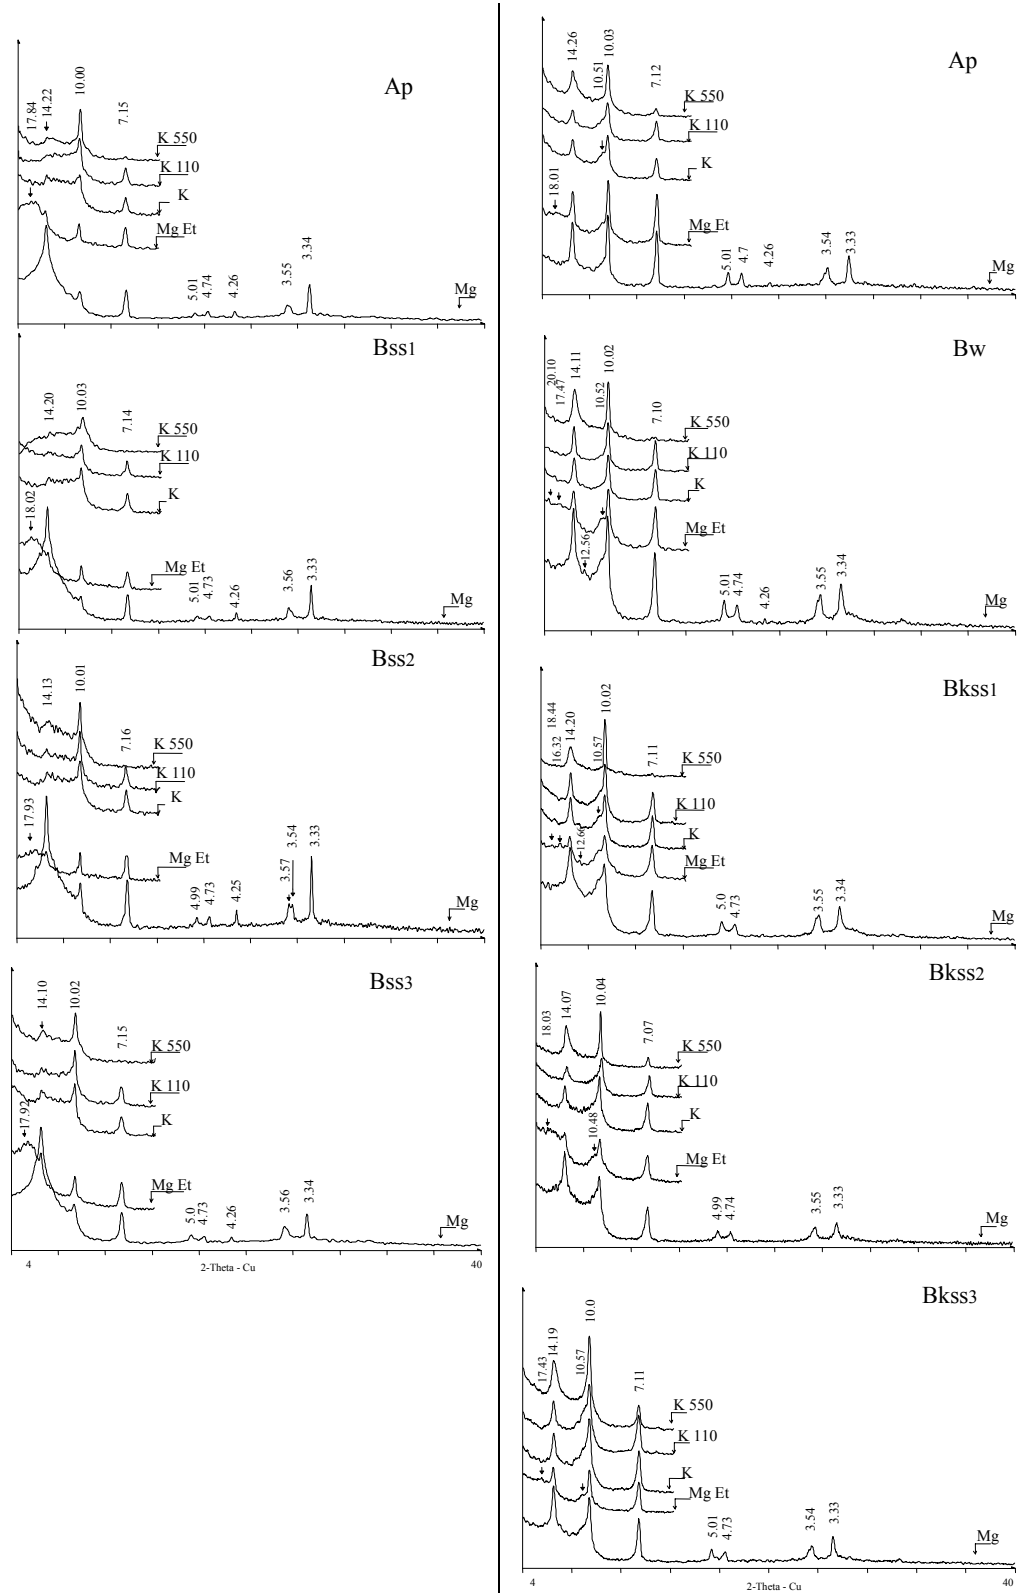 Ap
17.84
14.22
10.00
7.15
K 550
K 110
K
Mg Et
5.01
4.74
4.26
3.55
3.34
Mg
Bss1
14.20
10.03
7.14
K 550
K 110
K
18.02
Mg Et
5.01
4.73
4.26
3.56
3.33
Mg
Bss2
14.13
10.01
7.16
K 550
K 110
K
17.93
Mg Et
4.99
4.73
4.25
3.57
3.54
3.33
Mg
Bss3
14.10
10.02
7.15
K 550
K 110
K
17.92
Mg Et
5.0
4.73
4.26
3.56
3.34
Mg
4
2-Theta - Cu
40
Ap
14.26
10.51
10.03
7.12
K 550
K 110
K
18.01
Mg Et
5.01
4.7
4.26
3.54
3.33
Mg
Bw
20.10
17.47
14.11
10.52
10.02
7.10
K 550
K 110
K
12.56
Mg Et
5.01
4.74
4.26
3.55
3.34
Mg
Bkss1
18.44
16.32
14.20
10.57
10.02
7.11
K 550
K 110
K
12.66
Mg Et
5.0
4.73
3.55
3.34
Mg
Bkss2
18.03
14.07
10.04
7.07
K 550
K 110
K
10.48
Mg Et
4.99
4.74
3.55
3.33
Mg
Bkss3
17.43
14.19
10.57
10.0
7.11
K 550
K 110
K
Mg Et
5.01
4.73
3.54
3.33
Mg
4
2-Theta - Cu
40